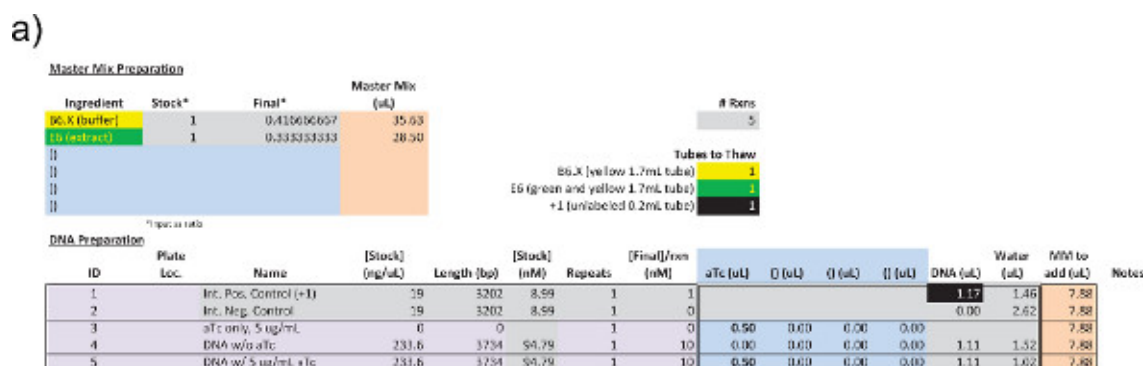 a)
Master Mix Preparation
Master Mix
Ingredient Stock* Final* (uL) # Rxns
B6.X (buffer) 1 0.416666667 35.63 5
E6 (extract) 1 0.333333333 28.50
[]
[] Tubes to Thaw
[] B6.X (yellow 1.7mL tube) 1
[] E6 (green and yellow 1.7mL tube) 1
+1 (unlabeled 0.2mL tube) 1
*Input as ratio
DNA Preparation
Plate [Stock] [Stock] [Final]/rxn Water MM to
ID Loc. Name (ng/uL) Length (bp) (nM) Repeats (nM) aTc (uL) [] (uL) [] (uL) [] (uL) DNA (uL) (uL) add (uL) Notes
1 Int. Pos. Control (+1) 19 3202 8.99 1 1 1.17 1.46 7.88
2 Int. Neg. Control 19 3202 8.99 1 0 0.00 2.62 7.88
3 aTc only, 5 ug/mL 0 0 1 0 0.50 0.00 0.00 0.00 7.88
4 DNA w/o aTc 233.6 3734 94.79 1 10 0.00 0.00 0.00 0.00 1.11 1.52 7.88
5 DNA w/ 5 ug/mL aTc 233.6 3734 94.79 1 10 0.50 0.00 0.00 0.00 1.11 1.02 7.88